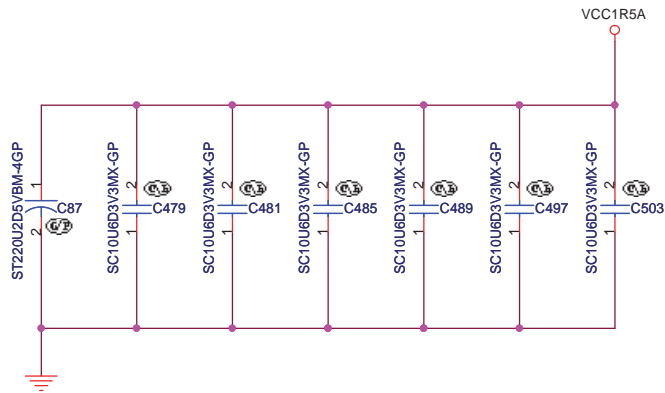 VCC1R5A
ST220U2D5VBM-4GP
1
C87
2
G/P
SC10U6D3V3MX-GP
2
C479
1
SC10U6D3V3MX-GP
2
C481
1
SC10U6D3V3MX-GP
2
C485
1
SC10U6D3V3MX-GP
2
C489
1
SC10U6D3V3MX-GP
2
C497
1
SC10U6D3V3MX-GP
2
C503
1